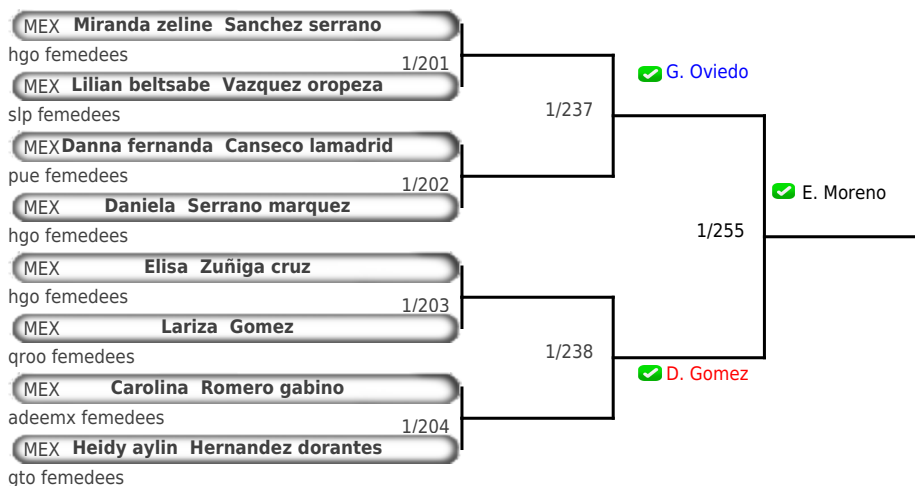 MEX Miranda zeline Sanchez serrano
hgo femedees
1/201
MEX Lilian beltsabe Vazquez oropeza
slp femedees
G. Oviedo
1/237
MEX Danna fernanda Canseco lamadrid
pue femedees
1/202
MEX Daniela Serrano marquez
hgo femedees
E. Moreno
1/255
MEX Elisa Zuñiga cruz
hgo femedees
1/203
MEX Lariza Gomez
qroo femedees
1/238
D. Gomez
MEX Carolina Romero gabino
adeemx femedees
1/204
MEX Heidy aylin Hernandez dorantes
gto femedees